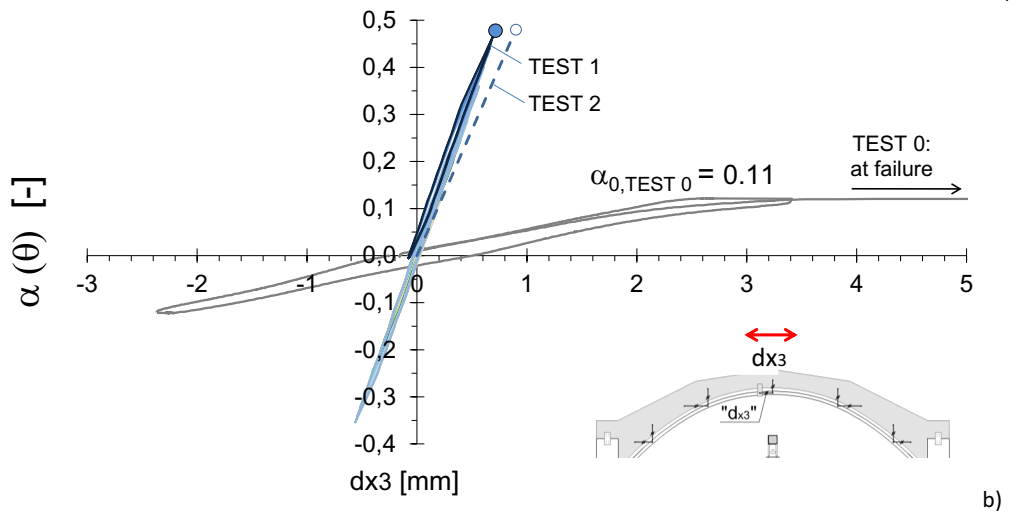 0,5
0,4
0,3
0,2
0,1
0,0
-0,1
-0,2
-0,3
-0,4
α (θ) [-]
TEST 1
TEST 2
TEST 0:
at failure
α0,TEST 0 = 0.11
-3 -2 -1 0 1 2 3 4 5
dx3 [mm]
dx3
"dx3"
b)